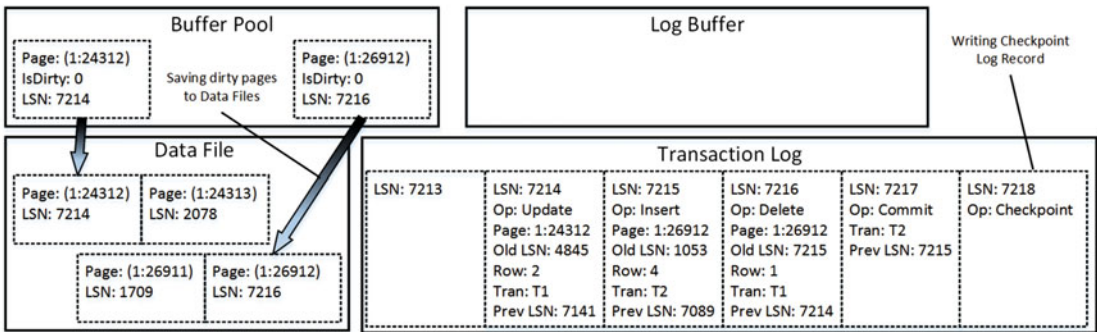 Buffer Pool
Page: (1:24312)
IsDirty: 0
LSN: 7214
Saving dirty pages
to Data Files
Page: (1:26912)
IsDirty: 0
LSN: 7216
Log Buffer
Writing Checkpoint
Log Record
Data File
Page: (1:24312)
LSN: 7214
Page: (1:24313)
LSN: 2078
Page: (1:26911)
LSN: 1709
Page: (1:26912)
LSN: 7216
Transaction Log
LSN: 7213
LSN: 7214
Op: Update
Page: 1:24312
Old LSN: 4845
Row: 2
Tran: T1
Prev LSN: 7141
LSN: 7215
Op: Insert
Page: 1:26912
Old LSN: 1053
Row: 4
Tran: T2
Prev LSN: 7089
LSN: 7216
Op: Delete
Page: 1:26912
Old LSN: 7215
Row: 1
Tran: T1
Prev LSN: 7214
LSN: 7217
Op: Commit
Tran: T2
Prev LSN: 7215
LSN: 7218
Op: Checkpoint